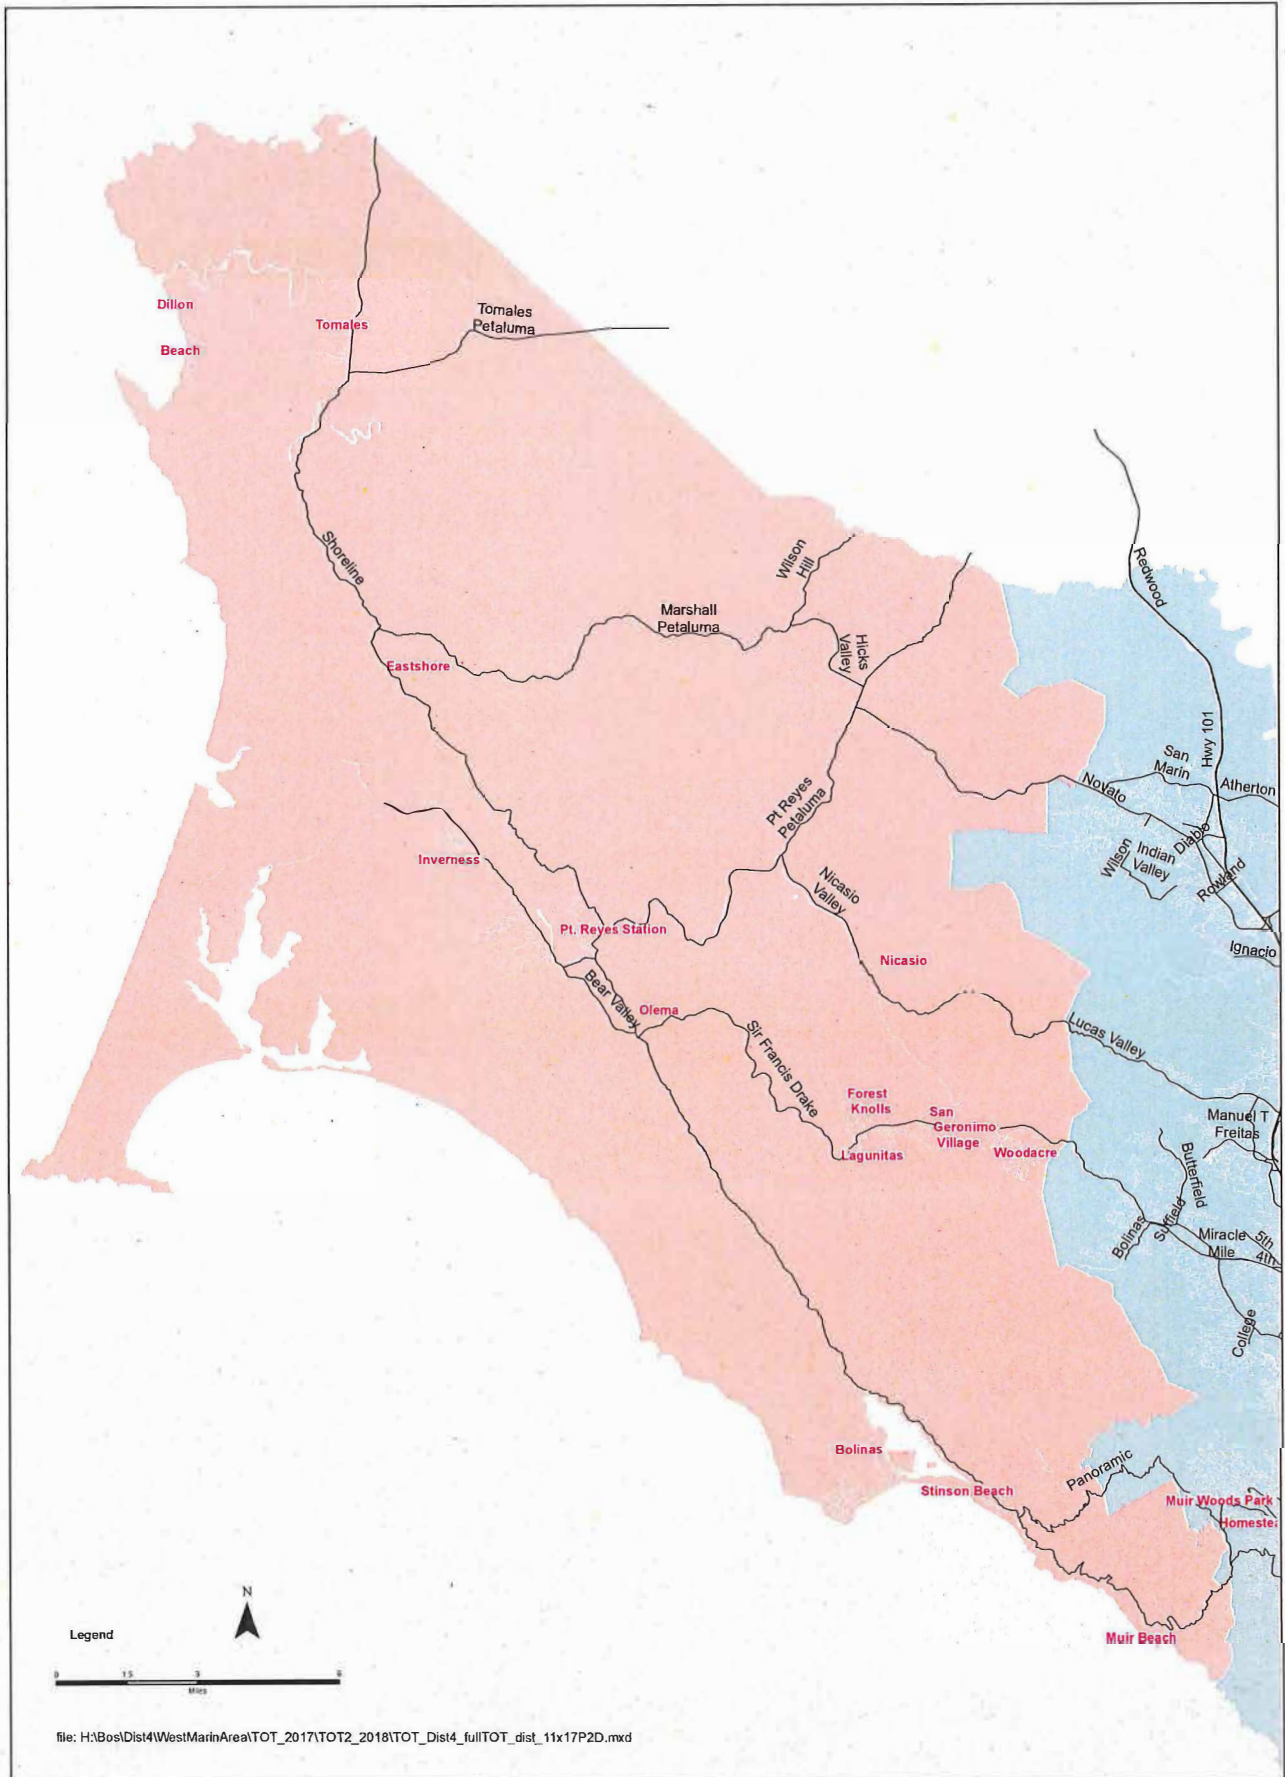 Dillon
Beach
Tomales
Tomales
Petaluma
Shoreline
Wilson
Hill
Marshall
Petaluma
Hicks
Valley
Eastshore
Redwood
Hwy 101
San
Marin
Atherton
Novato
Diablo
Wilson
Indian
Valley
Rowland
Ignacio
Pt Reyes
Petaluma
Inverness
Nicasio
Valley
Pt. Reyes Station
Nicasio
Bear Valley
Olema
Sir Francis Drake
Lucas Valley
Forest
Knolls
San
Geronimo
Village
Lagunitas
Woodacre
Manuel T
Freitas
Butterfield
Suffield
Bolinas
Miracle
Mile
5th
4th
College
Bolinas
Stinson Beach
Panoramic
Muir Woods Park
Homeste
Muir Beach
N
Legend
0 1.5 3 6
Miles
file: H:\Bos\Dist4\WestMarinArea\TOT_2017\TOT2_2018\TOT_Dist4_fullTOT_dist_11x17P2D.mxd